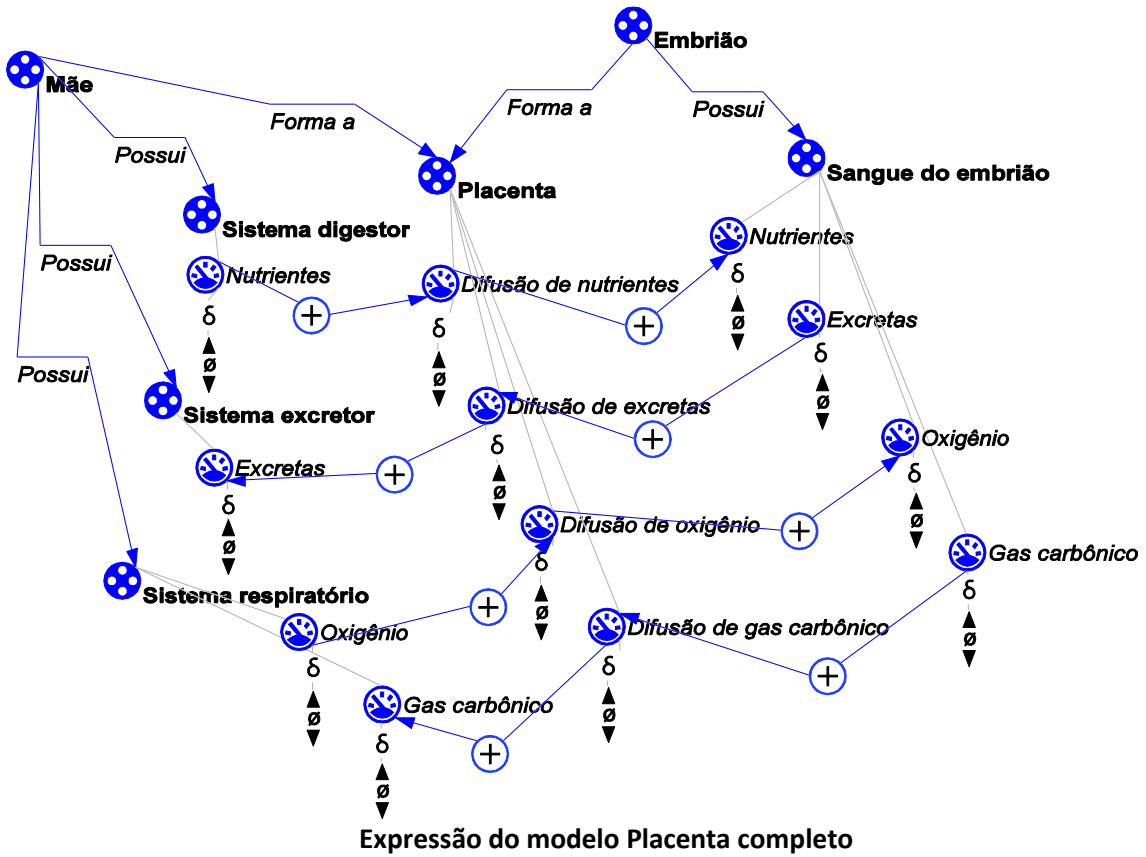 Embrião
Mãe
Forma a
Forma a
Possui
Possui
Placenta
Sangue do embrião
Sistema digestor
Nutrientes
Possui
Nutrientes
Difusão de nutrientes
δ
δ
δ
ø
ø
ø
+
+
Excretas
δ
ø
Possui
Sistema excretor
Difusão de excretas
+
δ
ø
Oxigênio
δ
ø
Excretas
+
δ
ø
Difusão de oxigênio
+
δ
ø
Gas carbônico
δ
ø
Sistema respiratório
+
Oxigênio
δ
ø
Difusão de gas carbônico
δ
ø
+
Gas carbônico
δ
ø
+
Expressão do modelo Placenta completo